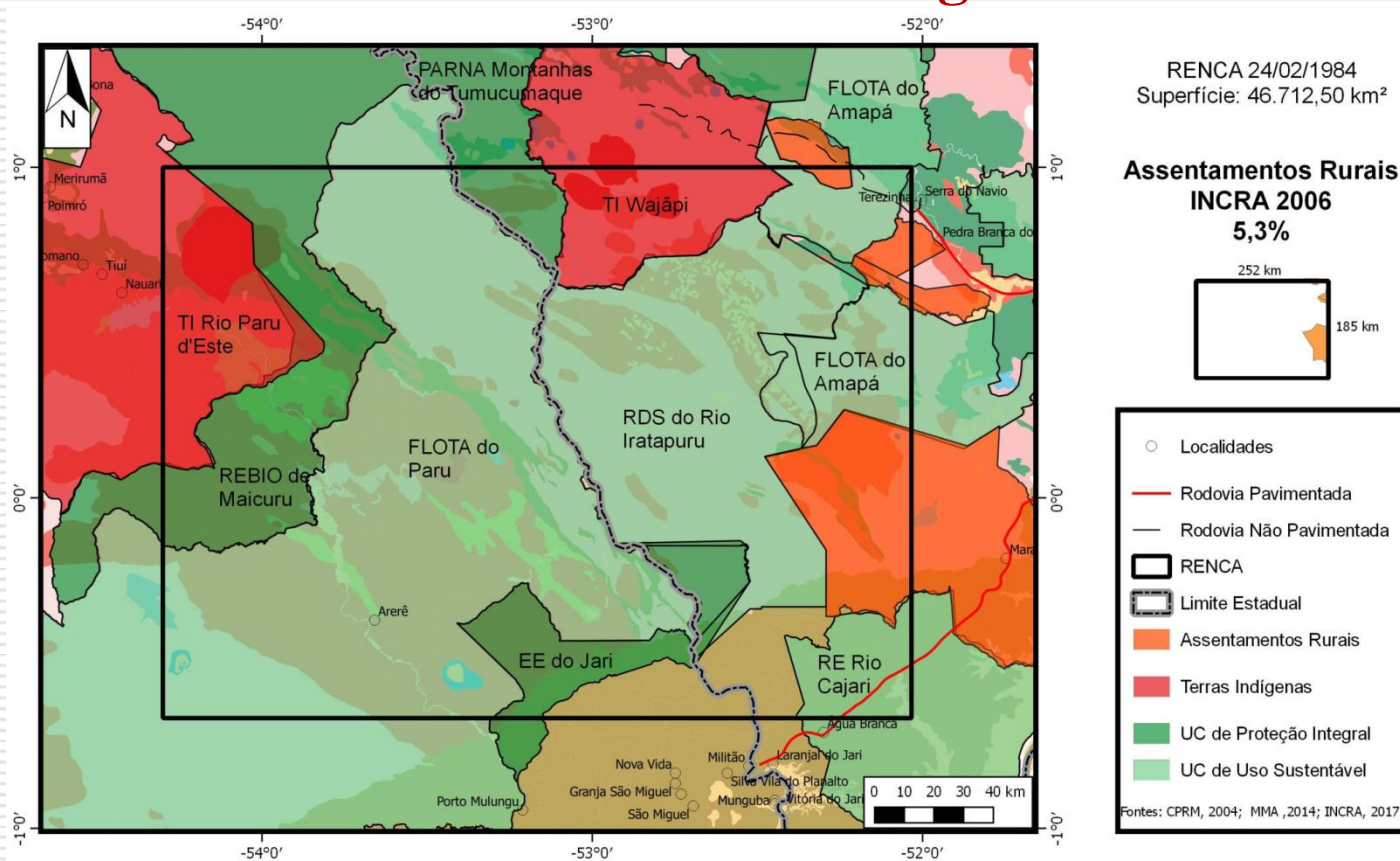 -54°0'
-53°0'
-52°0'
N
PARNA Montanhas
do Tumucumaque
FLOTA do
Amapá
1°0'
1°0'
Merirumã
Poimró
TI Wajãpi
Terezinha
Serra do Navio
Pedra Branca do
Tiuí
Nauari
TI Rio Paru
d'Este
FLOTA do
Amapá
RDS do Rio
Iratapuru
FLOTA do
Paru
REBIO de
Maicuru
0°0'
0°0'
Mara
Arerê
EE do Jari
RE Rio
Cajari
Água Branca
Nova Vida
Militão
Laranjal do Jari
Granja São Miguel
Silva Vila do Planalto
Munguba
Vitória do Jari
Porto Mulungu
São Miguel
0 10 20 30 40 km
-1°0'
-1°0'
-54°0'
-53°0'
-52°0'
RENCA 24/02/1984
Superfície: 46.712,50 km²
Assentamentos Rurais
INCRA 2006
5,3%
252 km
185 km
Localidades
Rodovia Pavimentada
Rodovia Não Pavimentada
RENCA
Limite Estadual
Assentamentos Rurais
Terras Indígenas
UC de Proteção Integral
UC de Uso Sustentável
Fontes: CPRM, 2004; MMA ,2014; INCRA, 2017